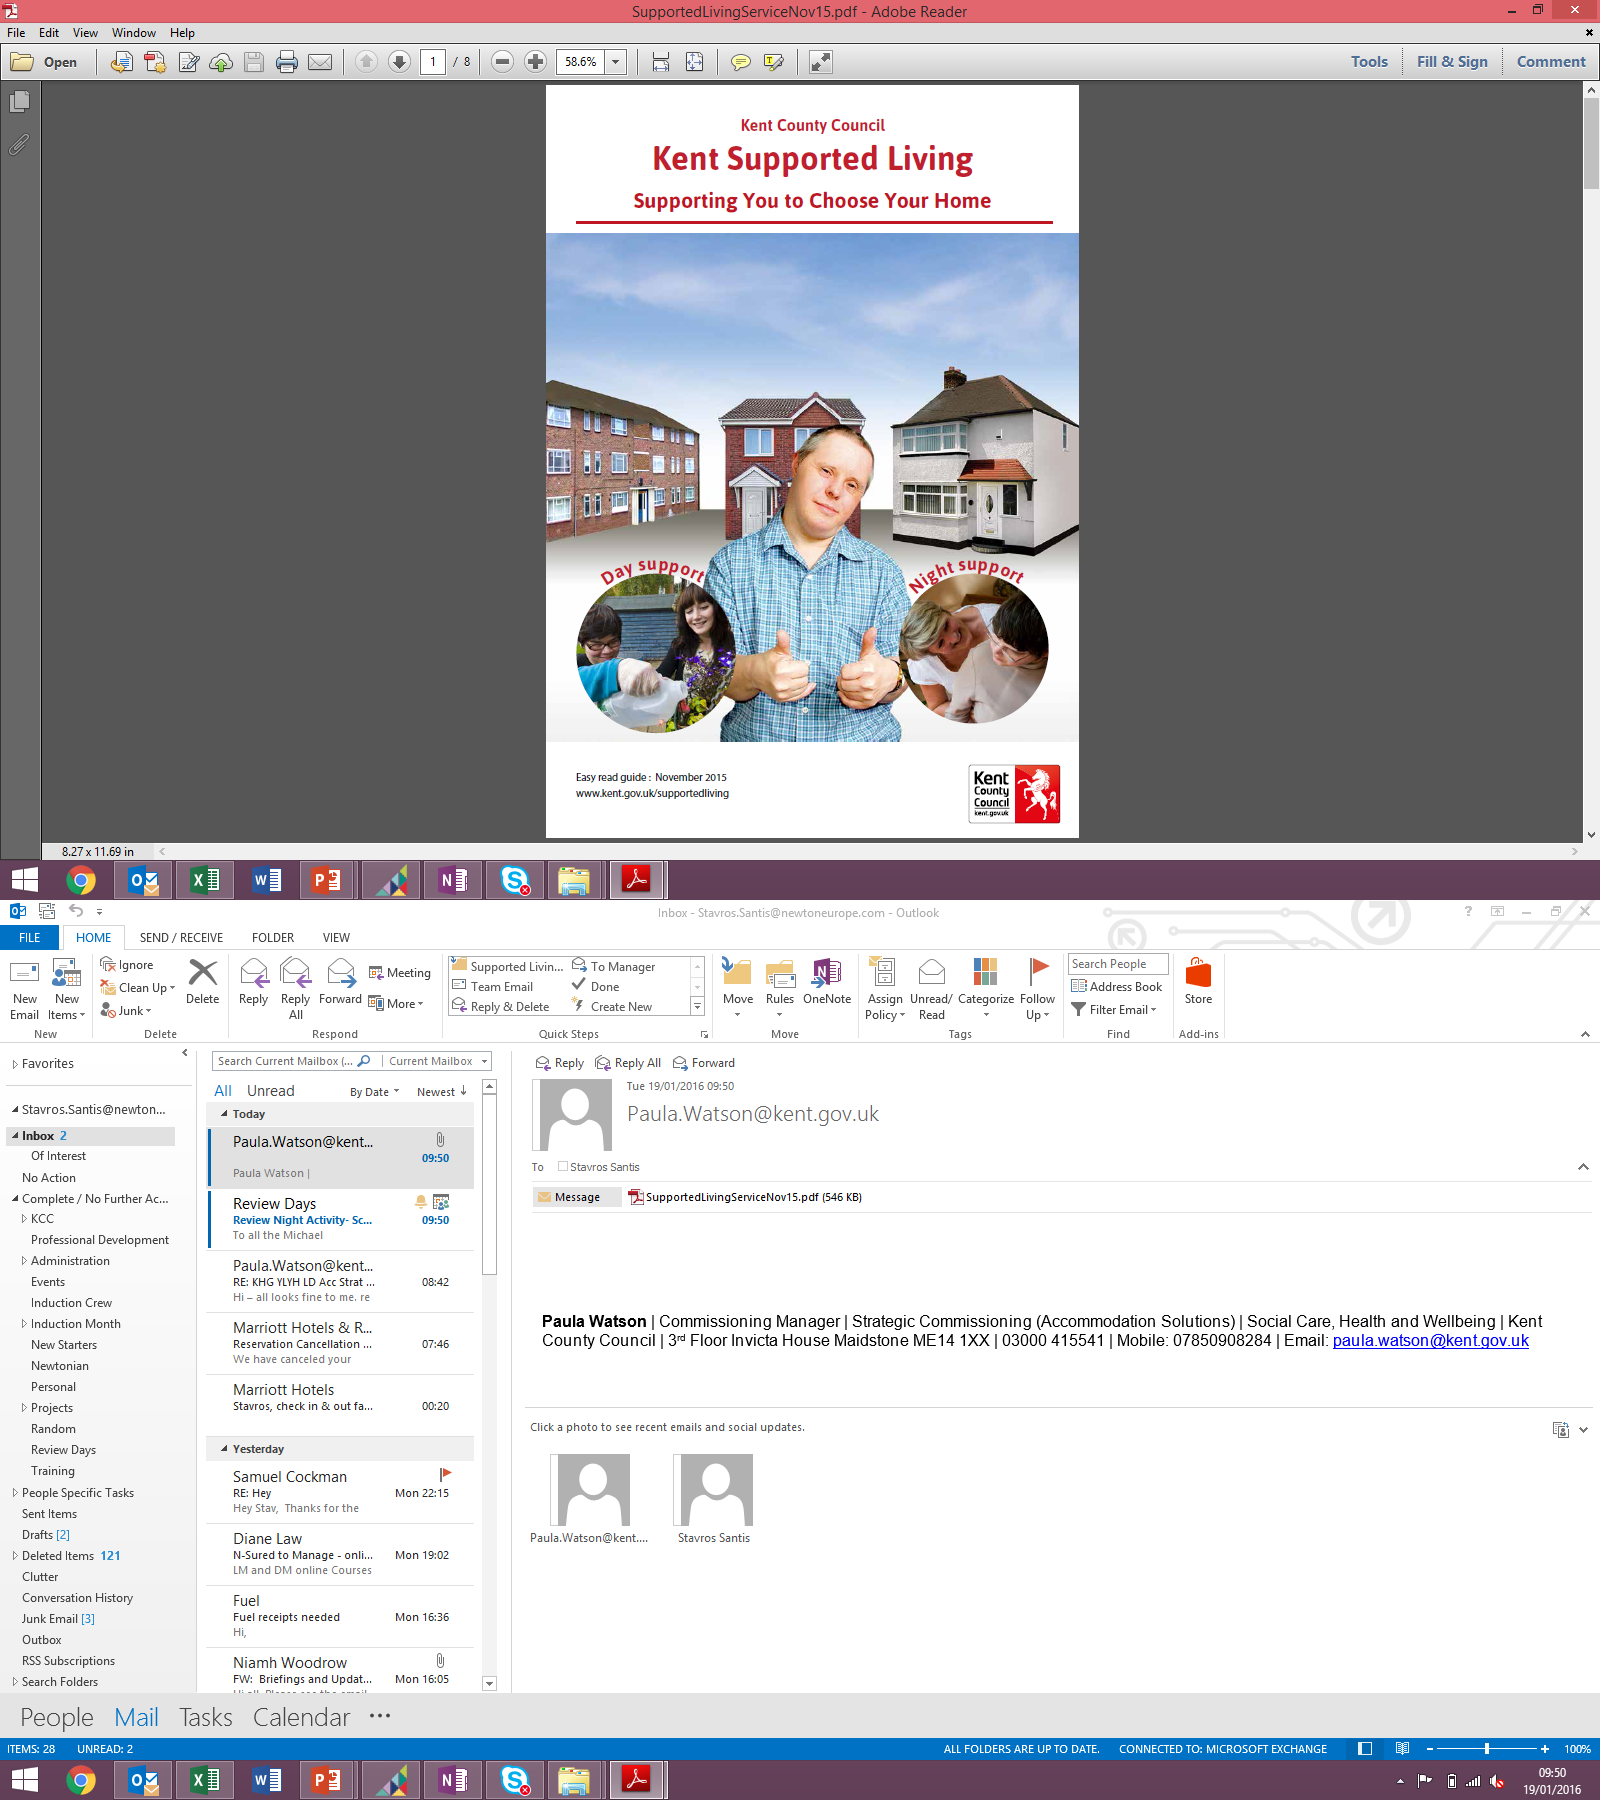 SupportedLivingServiceNov15.pdf - Adobe Reader
File Edit View Window Help
Open 1 / 8 58.6% Tools Fill & Sign Comment
Kent County Council
Kent Supported Living
Supporting You to Choose Your Home
Day support
Night support
Easy read guide : November 2015
www.kent.gov.uk/supportedliving
Kent
County
Council
kent.gov.uk
8.27 x 11.69 in
Inbox - Stavros.Santis@newtoneurope.com - Outlook
FILE HOME SEND / RECEIVE FOLDER VIEW
New Email
New Items
New
Ignore
Clean Up
Junk
Delete
Delete
Reply
Reply All
Forward
Meeting
More
Respond
Supported Livin...
Team Email
Reply & Delete
To Manager
Done
Create New
Quick Steps
Move
Rules
OneNote
Move
Assign Policy
Unread/ Read
Categorize
Follow Up
Tags
Search People
Address Book
Filter Email
Find
Store
Add-ins
Favorites
Stavros.Santis@newton...
Inbox 2
Of Interest
No Action
Complete / No Further Ac...
KCC
Professional Development
Administration
Events
Induction Crew
Induction Month
New Starters
Newtonian
Personal
Projects
Random
Review Days
Training
People Specific Tasks
Sent Items
Drafts [2]
Deleted Items 121
Clutter
Conversation History
Junk Email [3]
Outbox
RSS Subscriptions
Search Folders
Search Current Mailbox (... Current Mailbox
All Unread By Date Newest
Today
Paula.Watson@kent...
09:50
Paula Watson |
Review Days
Review Night Activity- Sc... 09:50
To all the Michael
Paula.Watson@kent...
RE: KHG YLYH LD Acc Strat ... 08:42
Hi – all looks fine to me. re
Marriott Hotels & R...
Reservation Cancellation ... 07:46
We have canceled your
Marriott Hotels
Stavros, check in & out fa... 00:20
Yesterday
Samuel Cockman
RE: Hey Mon 22:15
Hey Stav, Thanks for the
Diane Law
N-Sured to Manage - onli... Mon 19:02
LM and DM online Courses
Fuel
Fuel receipts needed Mon 16:36
Hi,
Niamh Woodrow
FW: Briefings and Updat... Mon 16:05
Hi all, Please see the email
Reply Reply All Forward
Tue 19/01/2016 09:50
Paula.Watson@kent.gov.uk
To Stavros Santis
Message SupportedLivingServiceNov15.pdf (546 KB)
Paula Watson | Commissioning Manager | Strategic Commissioning (Accommodation Solutions) | Social Care, Health and Wellbeing | Kent
County Council | 3rd Floor Invicta House Maidstone ME14 1XX | 03000 415541 | Mobile: 07850908284 | Email: paula.watson@kent.gov.uk
Click a photo to see recent emails and social updates.
Paula.Watson@kent.... Stavros Santis
People Mail Tasks Calendar ···
ITEMS: 28 UNREAD: 2 ALL FOLDERS ARE UP TO DATE. CONNECTED TO: MICROSOFT EXCHANGE 100%
09:50
19/01/2016